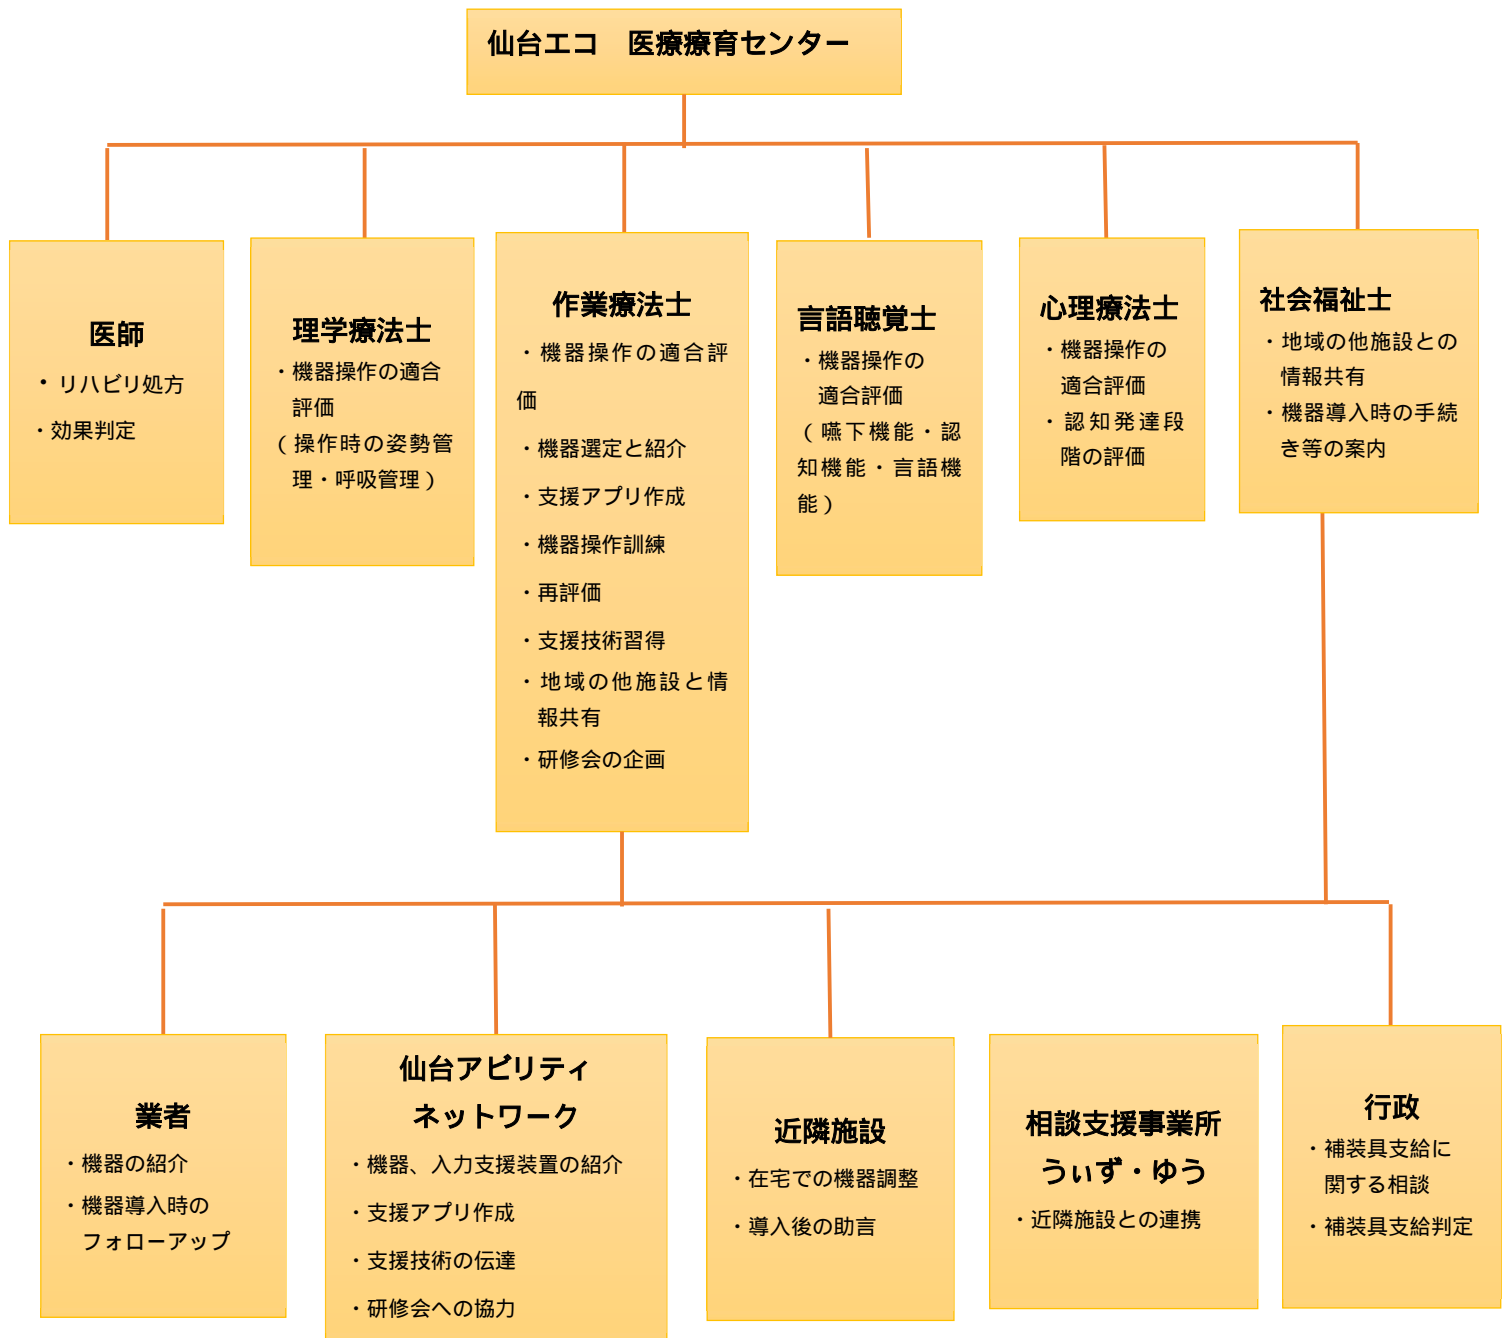 仙台エコ　医療療育センター
医師
・リハビリ処方
・効果判定
理学療法士
・機器操作の適合
評価
（操作時の姿勢管
理・呼吸管理）
作業療法士
・機器操作の適合評
価
・機器選定と紹介
・支援アプリ作成
・機器操作訓練
・再評価
・支援技術習得
・地域の他施設と情
報共有
・研修会の企画
言語聴覚士
・機器操作の
適合評価
（嚥下機能・認
知機能・言語機
能）
心理療法士
・機器操作の
適合評価
・認知発達段
階の評価
社会福祉士
・地域の他施設との
情報共有
・機器導入時の手続
き等の案内
業者
・機器の紹介
・機器導入時の
フォローアップ
仙台アビリティ
ネットワーク
・機器、入力支援装置の紹介
・支援アプリ作成
・支援技術の伝達
・研修会への協力
近隣施設
・在宅での機器調整
・導入後の助言
相談支援事業所
うぃず・ゆう
・近隣施設との連携
行政
・補装具支給に
関する相談
・補装具支給判定